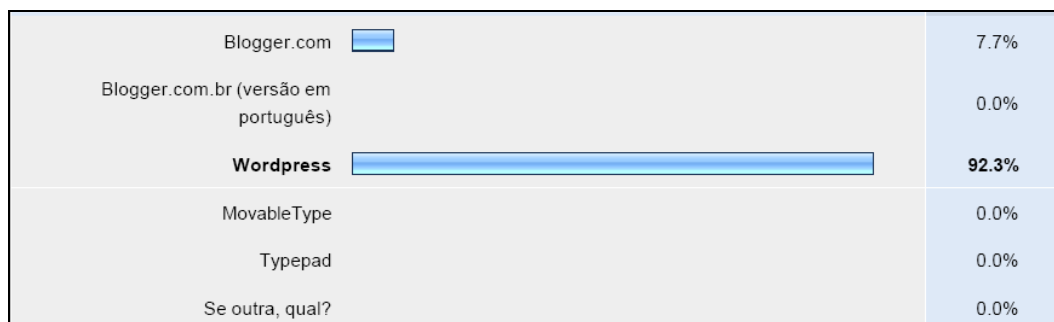 Blogger.com 7.7%
Blogger.com.br (versão em
português) 0.0%
Wordpress 92.3%
MovableType 0.0%
Typepad 0.0%
Se outra, qual? 0.0%